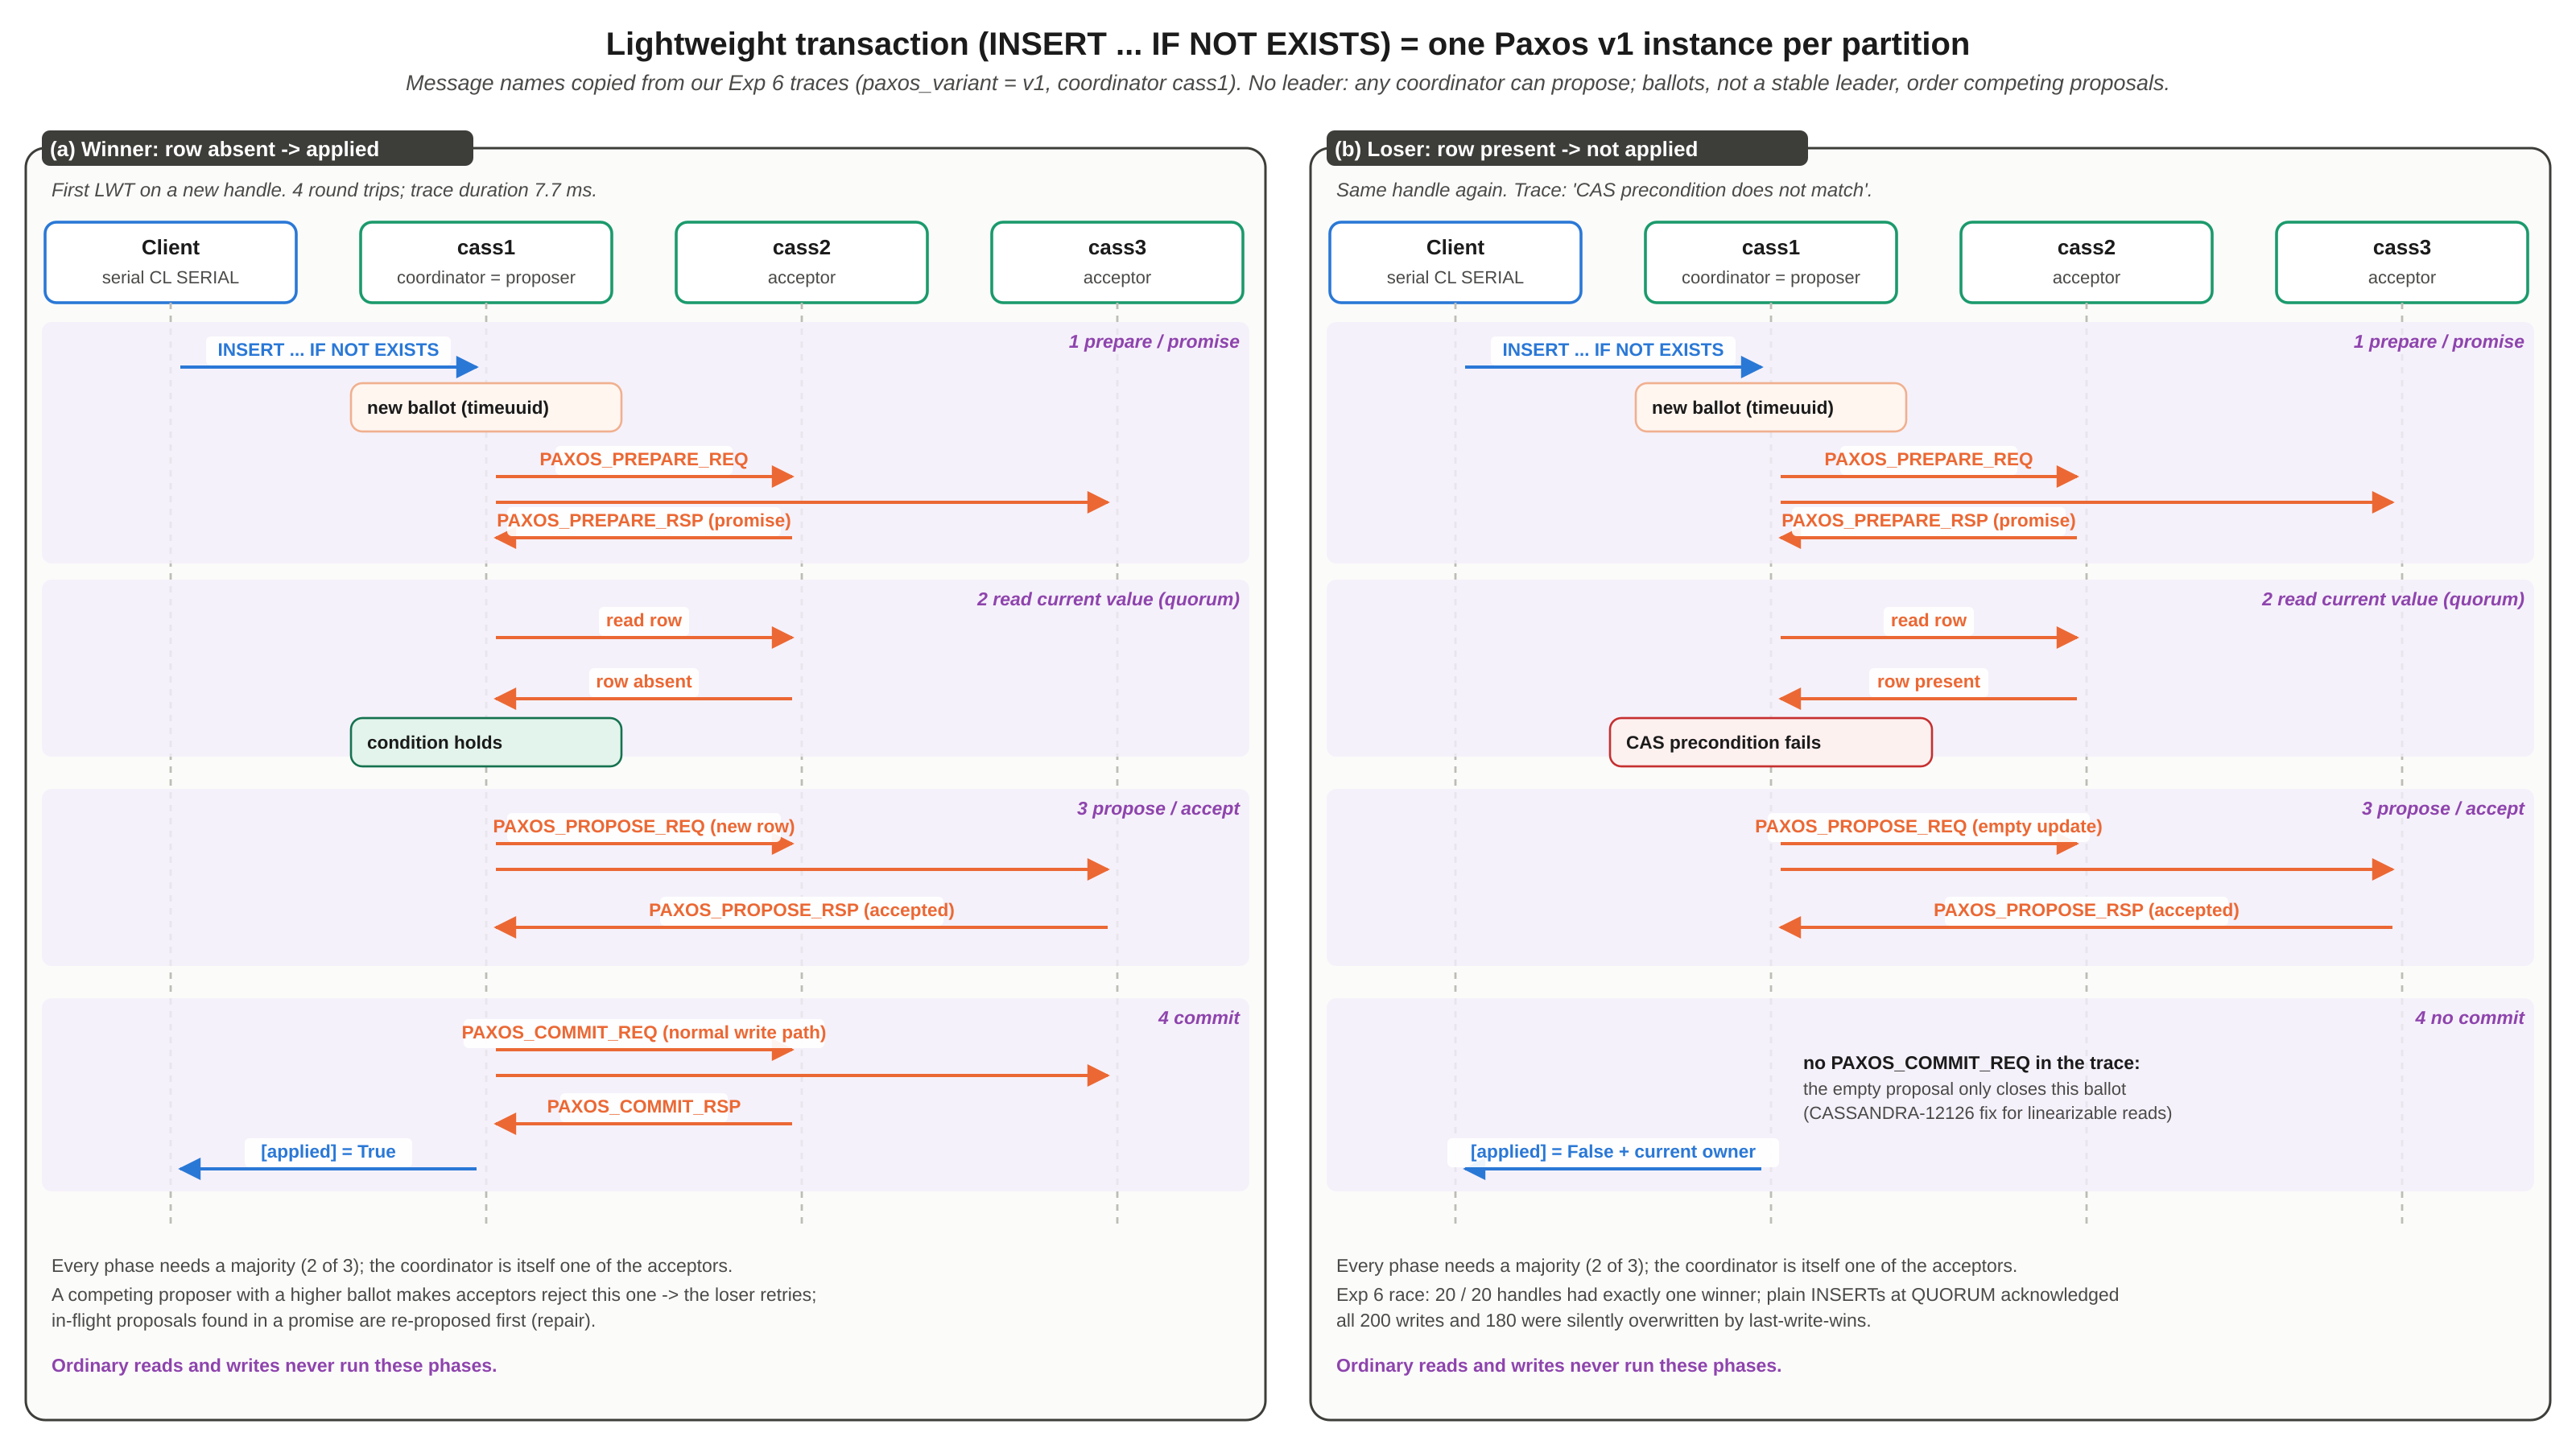 Lightweight transaction (INSERT ... IF NOT EXISTS) = one Paxos v1 instance per partition
Message names copied from our Exp 6 traces (paxos_variant = v1, coordinator cass1). No leader: any coordinator can propose; ballots, not a stable leader, order competing proposals.
(a) Winner: row absent -> applied
First LWT on a new handle. 4 round trips; trace duration 7.7 ms.
Client
serial CL SERIAL
cass1
coordinator = proposer
cass2
acceptor
cass3
acceptor
1 prepare / promise
INSERT ... IF NOT EXISTS
new ballot (timeuuid)
PAXOS_PREPARE_REQ
PAXOS_PREPARE_RSP (promise)
2 read current value (quorum)
read row
row absent
condition holds
3 propose / accept
PAXOS_PROPOSE_REQ (new row)
PAXOS_PROPOSE_RSP (accepted)
4 commit
PAXOS_COMMIT_REQ (normal write path)
PAXOS_COMMIT_RSP
[applied] = True
Every phase needs a majority (2 of 3); the coordinator is itself one of the acceptors.
A competing proposer with a higher ballot makes acceptors reject this one -> the loser retries;
in-flight proposals found in a promise are re-proposed first (repair).
Ordinary reads and writes never run these phases.
(b) Loser: row present -> not applied
Same handle again. Trace: 'CAS precondition does not match'.
Client
serial CL SERIAL
cass1
coordinator = proposer
cass2
acceptor
cass3
acceptor
1 prepare / promise
INSERT ... IF NOT EXISTS
new ballot (timeuuid)
PAXOS_PREPARE_REQ
PAXOS_PREPARE_RSP (promise)
2 read current value (quorum)
read row
row present
CAS precondition fails
3 propose / accept
PAXOS_PROPOSE_REQ (empty update)
PAXOS_PROPOSE_RSP (accepted)
4 no commit
no PAXOS_COMMIT_REQ in the trace:
the empty proposal only closes this ballot
(CASSANDRA-12126 fix for linearizable reads)
[applied] = False + current owner
Every phase needs a majority (2 of 3); the coordinator is itself one of the acceptors.
Exp 6 race: 20 / 20 handles had exactly one winner; plain INSERTs at QUORUM acknowledged
all 200 writes and 180 were silently overwritten by last-write-wins.
Ordinary reads and writes never run these phases.